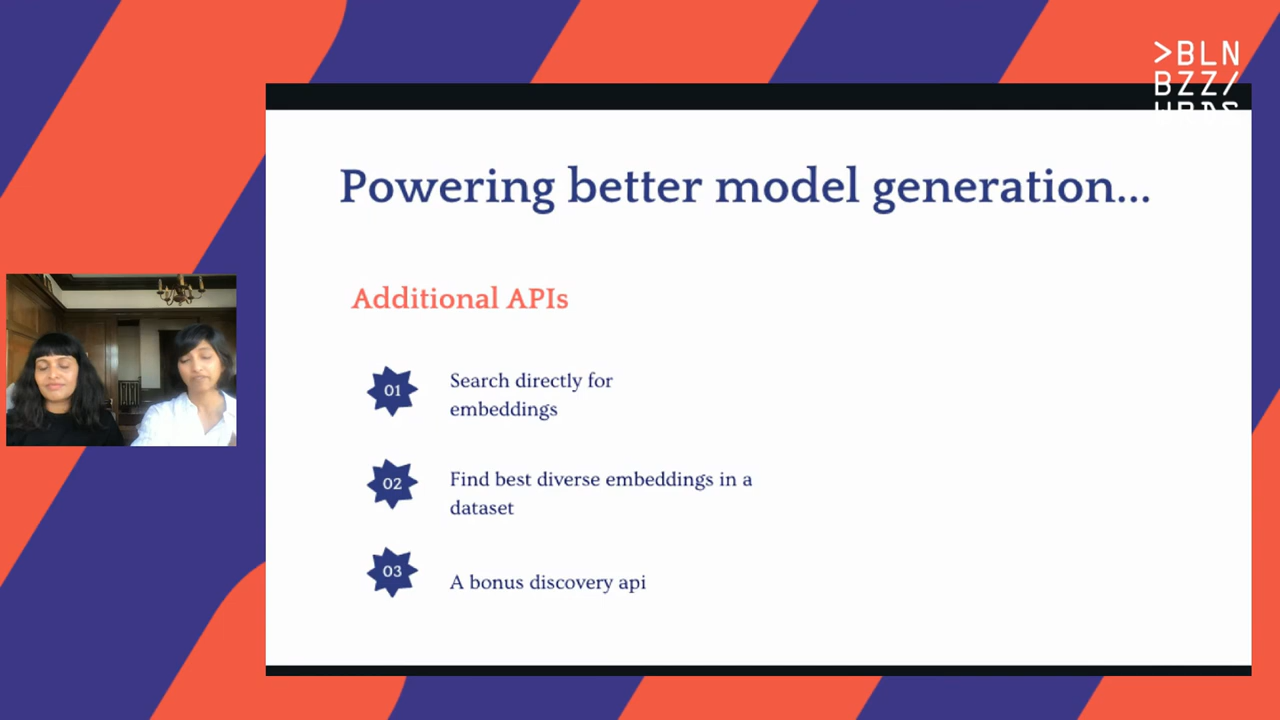 >BLN
BZZ/
Powering better model generation...
Additional APIs
01
Search directly for
embeddings
02
Find best diverse embeddings in a
dataset
03
A bonus discovery api